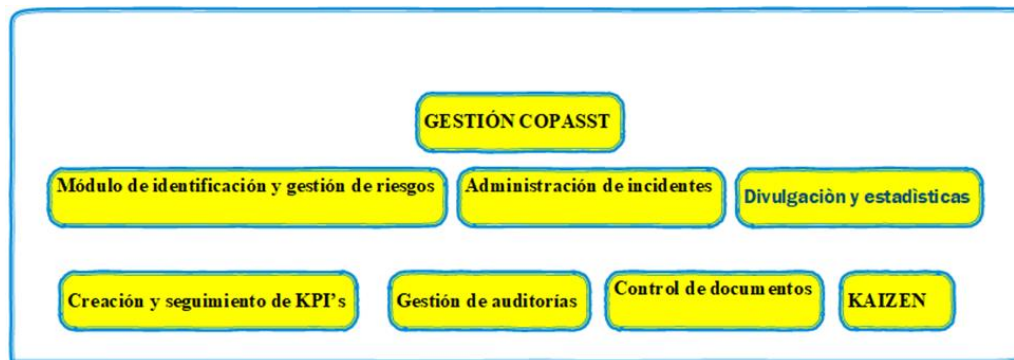 GESTIÓN COPASST
Módulo de identificación y gestión de riesgos
Administración de incidentes
Divulgaciòn y estadìsticas
Creación y seguimiento de KPI’s
Gestión de auditorías
Control de documentos
KAIZEN